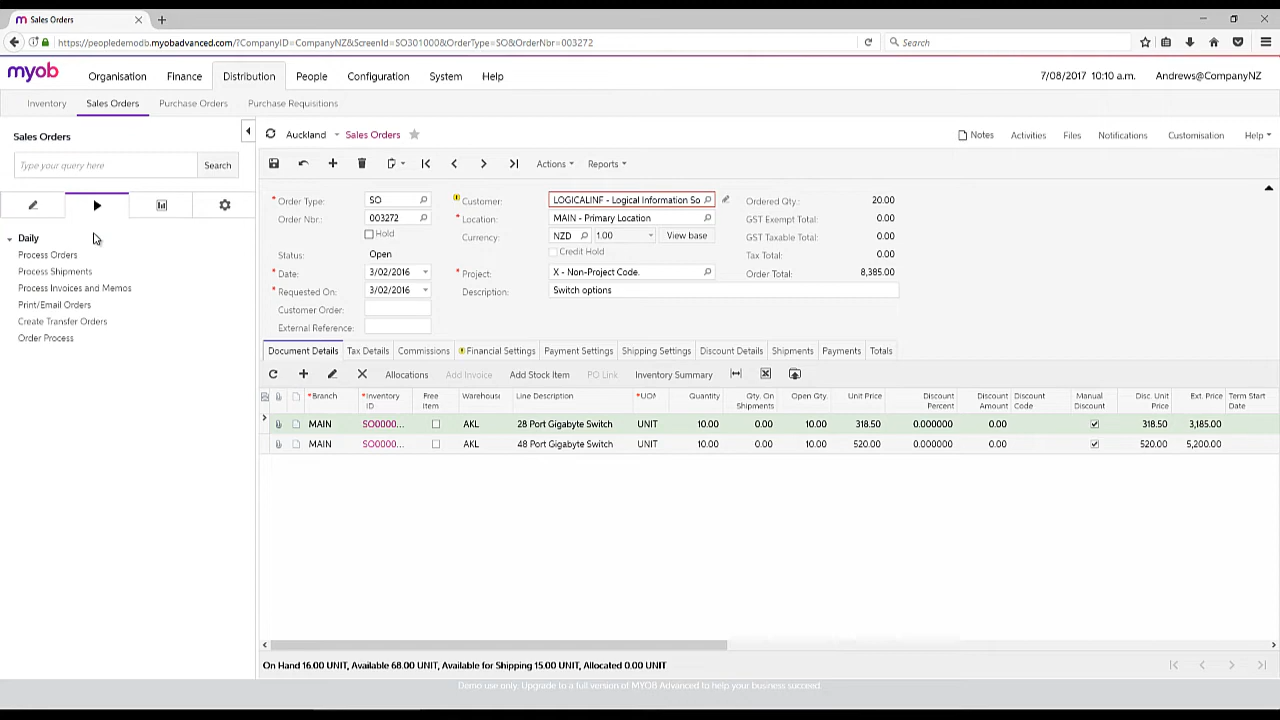 Sales Orders
https://peopledemodb.myobadvanced.com/?CompanyID=CompanyNZ&ScreenId=SO301000&OrderType=SO&OrderNbr=003272
Search
myob
Organisation Finance Distribution People Configuration System Help
7/08/2017 10:10 a.m. Andrews@CompanyNZ
Inventory Sales Orders Purchase Orders Purchase Requisitions
Sales Orders
Type your query here Search
Daily
Process Orders
Process Shipments
Process Invoices and Memos
Print/Email Orders
Create Transfer Orders
Order Process
Auckland Sales Orders
Notes Activities Files Notifications Customisation Help
Actions Reports
* Order Type: SO Customer: LOGICALINF - Logical Information So Ordered Qty.: 20.00
Order Nbr.: 003272 * Location: MAIN - Primary Location GST Exempt Total: 0.00
Hold Currency: NZD 1.00 View base GST Taxable Total: 0.00
Status: Open Credit Hold Tax Total: 0.00
* Date: 3/02/2016 * Project: X - Non-Project Code. Order Total: 8,385.00
* Requested On: 3/02/2016 Description: Switch options
Customer Order:
External Reference:
Document Details Tax Details Commissions Financial Settings Payment Settings Shipping Settings Discount Details Shipments Payments Totals
Allocations Add Invoice Add Stock Item PO Link Inventory Summary
* Branch * Inventory ID Free Item Warehous Line Description * UOM Quantity Qty. On Shipments Open Qty. Unit Price Discount Percent Discount Amount Discount Code Manual Discount Disc. Unit Price Ext. Price Term Start Date
MAIN SO0000... AKL 28 Port Gigabyte Switch UNIT 10.00 0.00 10.00 318.50 0.000000 0.00 318.50 3,185.00
MAIN SO0000... AKL 48 Port Gigabyte Switch UNIT 10.00 0.00 10.00 520.00 0.000000 0.00 520.00 5,200.00
On Hand 16.00 UNIT, Available 68.00 UNIT, Available for Shipping 15.00 UNIT, Allocated 0.00 UNIT
Demo use only. Upgrade to a full version of MYOB Advanced to help your business succeed.